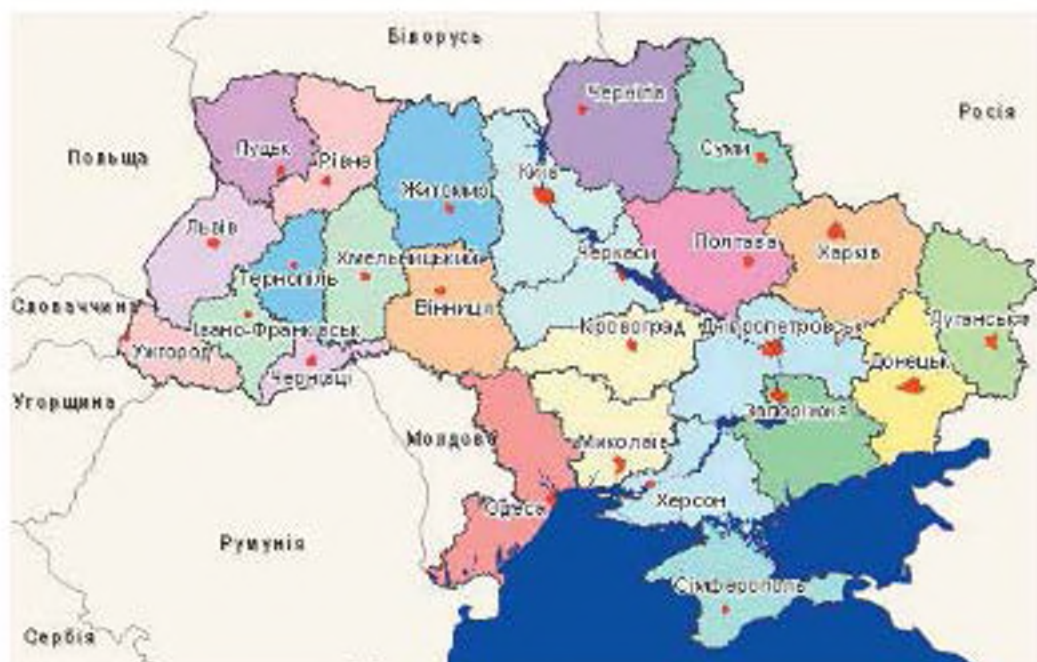 Білорусь
Росія
Польща
Словаччина
Угорщина
Румунія
Сербія
Молдова
Чернігів
Суми
Луцьк
Рівне
Житомир
Київ
Львів
Тернопіль
Хмельницький
Черкаси
Полтава
Харків
Вінниця
Івано-Франківськ
Ужгород
Чернівці
Кіровоград
Дніпропетровськ
Луганськ
Донецьк
Запоріжжя
Миколаїв
Одеса
Херсон
Сімферополь